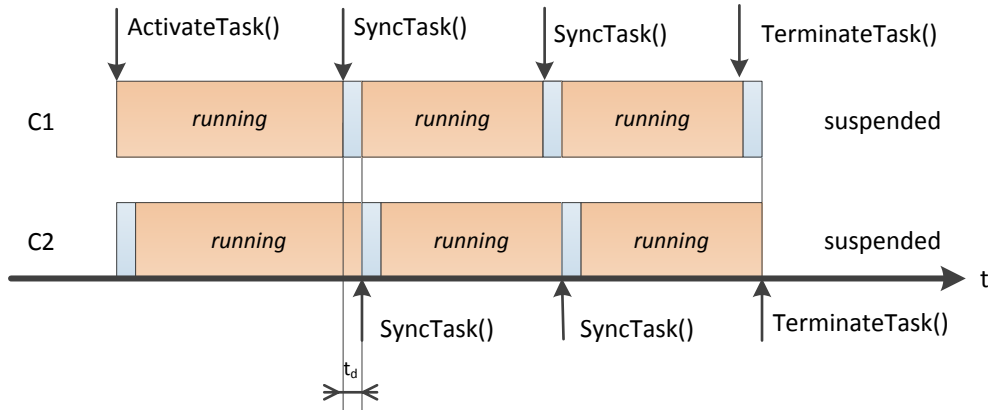 ActivateTask()
SyncTask()
SyncTask()
TerminateTask()
C1
running
running
running
suspended
C2
running
running
running
suspended
t
SyncTask()
SyncTask()
TerminateTask()
td